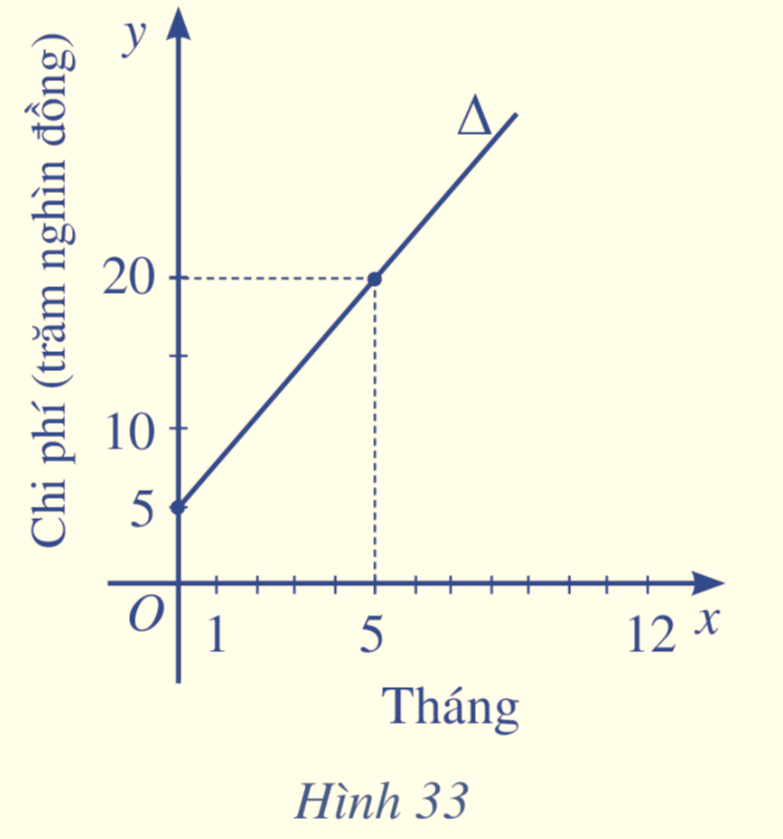 y
Δ
Chi phí (trăm nghìn đồng)
20
10
5
O
1
5
12
x
Tháng
Hình 33